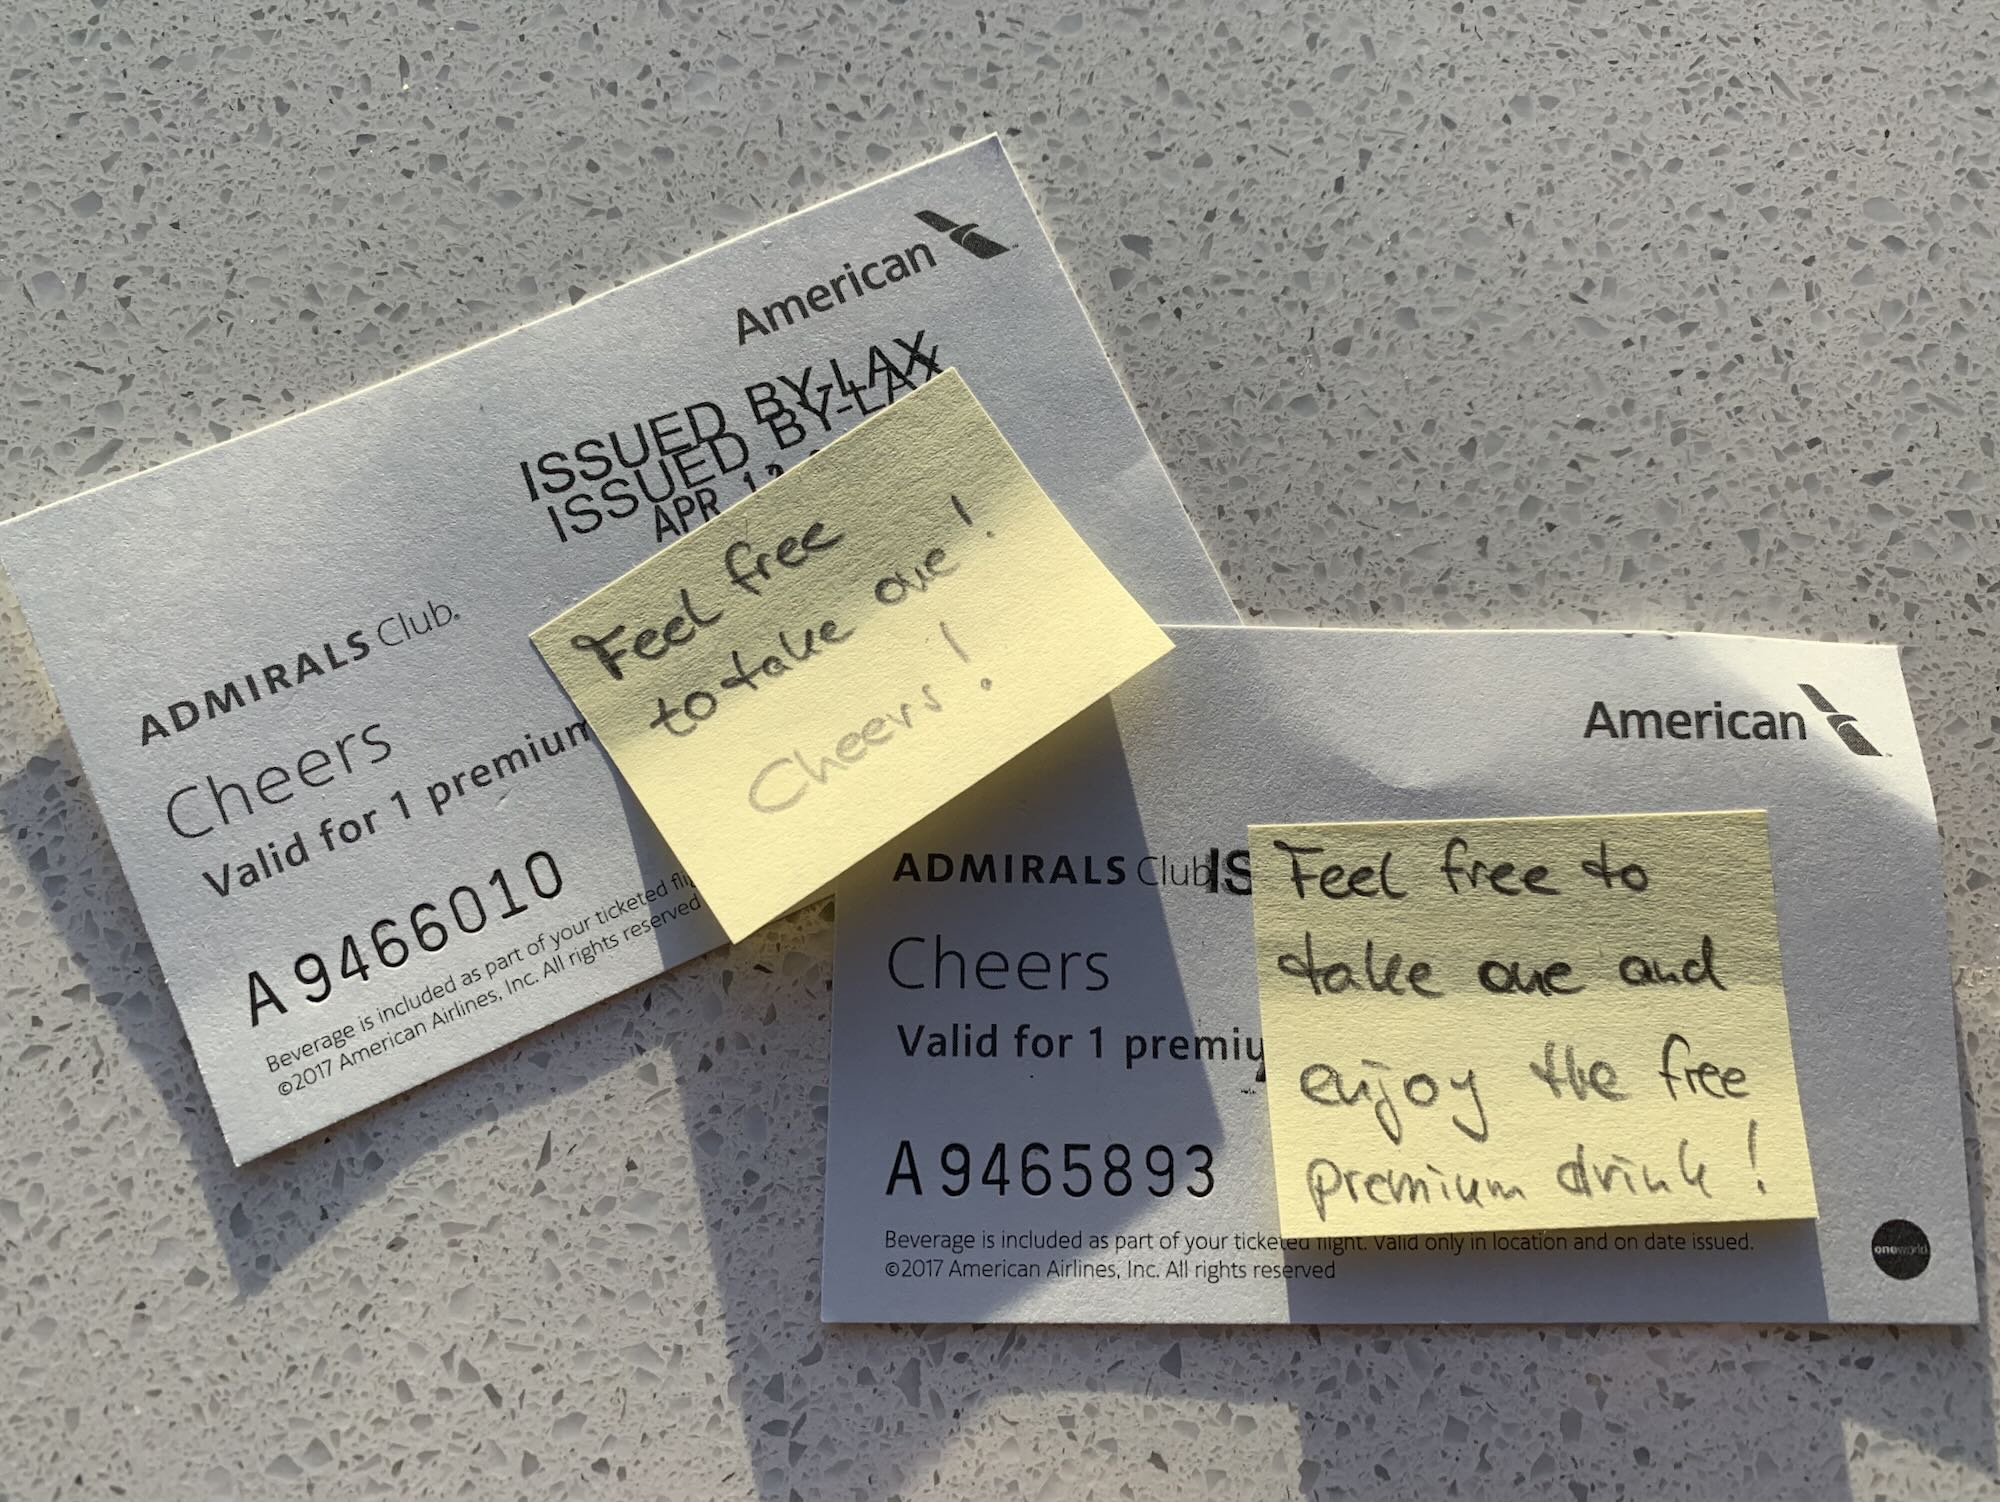 American
ISSUED BY-LAX
ISSUED BY-LAX
APR 12
ADMIRALS Club.
Cheers
Valid for 1 premium
A9466010
Beverage is included as part of your ticketed
©2017 American Airlines, Inc. All rights reserved
Feel free
to take one!
Cheers!
American
ADMIRALS Club
IS
Cheers
Valid for 1 premiu
A9465893
Beverage is included as part of your ticketed flight. Valid only in location and on date issued.
©2017 American Airlines, Inc. All rights reserved
Feel free to
take one and
enjoy the free
premium drink!
oneworld